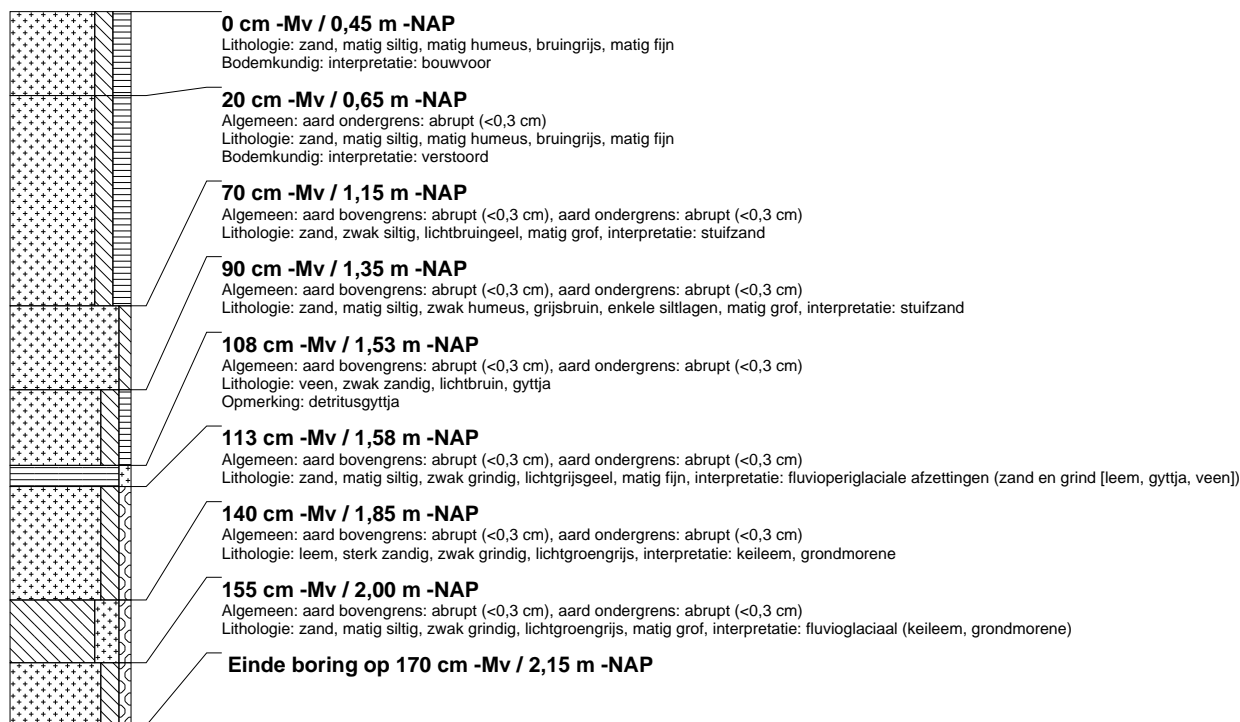 0 cm -Mv / 0,45 m -NAP
Lithologie: zand, matig siltig, matig humeus, bruingrijs, matig fijn
Bodemkundig: interpretatie: bouwvoor
20 cm -Mv / 0,65 m -NAP
Algemeen: aard ondergrens: abrupt (<0,3 cm)
Lithologie: zand, matig siltig, matig humeus, bruingrijs, matig fijn
Bodemkundig: interpretatie: verstoord
70 cm -Mv / 1,15 m -NAP
Algemeen: aard bovengrens: abrupt (<0,3 cm), aard ondergrens: abrupt (<0,3 cm)
Lithologie: zand, zwak siltig, lichtbruingeel, matig grof, interpretatie: stuifzand
90 cm -Mv / 1,35 m -NAP
Algemeen: aard bovengrens: abrupt (<0,3 cm), aard ondergrens: abrupt (<0,3 cm)
Lithologie: zand, matig siltig, zwak humeus, grijsbruin, enkele siltlagen, matig grof, interpretatie: stuifzand
108 cm -Mv / 1,53 m -NAP
Algemeen: aard bovengrens: abrupt (<0,3 cm), aard ondergrens: abrupt (<0,3 cm)
Lithologie: veen, zwak zandig, lichtbruin, gyttja
Opmerking: detritusgyttja
113 cm -Mv / 1,58 m -NAP
Algemeen: aard bovengrens: abrupt (<0,3 cm), aard ondergrens: abrupt (<0,3 cm)
Lithologie: zand, matig siltig, zwak grindig, lichtgrijsgeel, matig fijn, interpretatie: fluvioperiglaciale afzettingen (zand en grind [leem, gyttja, veen])
140 cm -Mv / 1,85 m -NAP
Algemeen: aard bovengrens: abrupt (<0,3 cm), aard ondergrens: abrupt (<0,3 cm)
Lithologie: leem, sterk zandig, zwak grindig, lichtgroengrijs, interpretatie: keileem, grondmorene
155 cm -Mv / 2,00 m -NAP
Algemeen: aard bovengrens: abrupt (<0,3 cm), aard ondergrens: abrupt (<0,3 cm)
Lithologie: zand, matig siltig, zwak grindig, lichtgroengrijs, matig grof, interpretatie: fluvioglaciaal (keileem, grondmorene)
Einde boring op 170 cm -Mv / 2,15 m -NAP